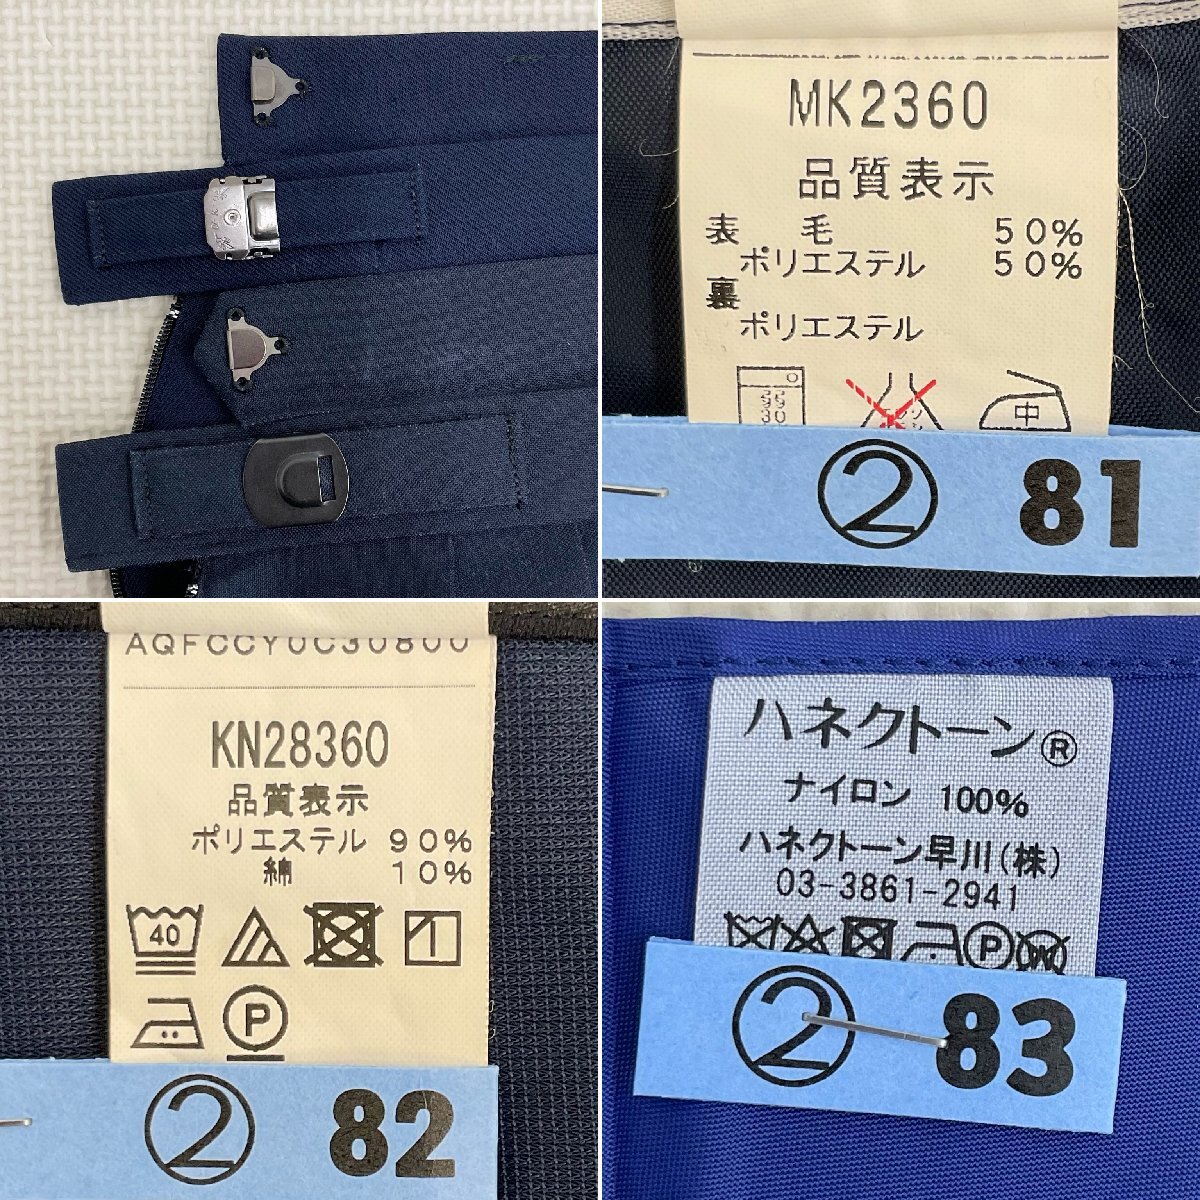 MK2360
品質表示
表 毛 50%
ポリエステル 50%
裏
ポリエステル
中
② 81
AQFCCY0C30800
KN28360
品質表示
ポリエステル 90%
綿 10%
40
P
② 82
ハネクトーン®
ナイロン 100%
ハネクトーン早川(株)
03-3861-2941
P W
② 83